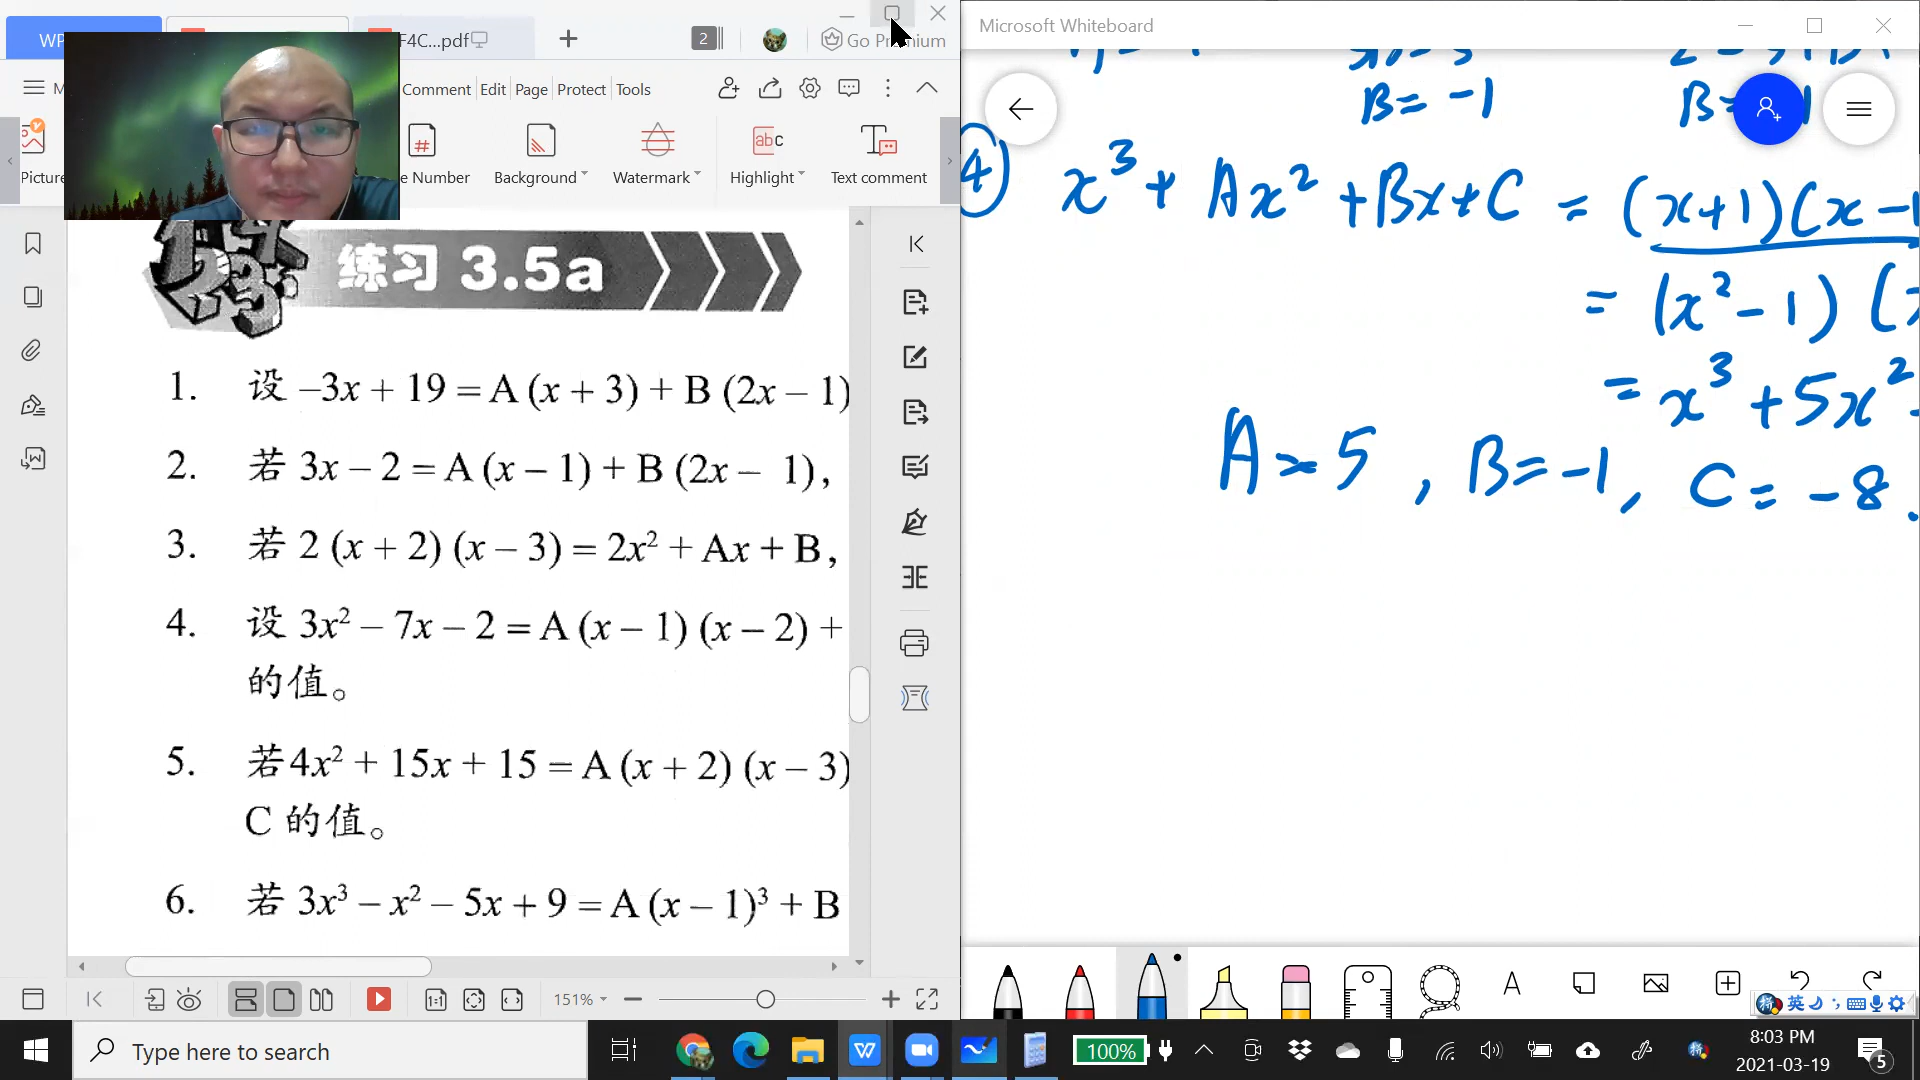 WP
F4C...pdf
2
Go Premium
Comment Edit Page Protect Tools
Picture
e Number
Background
Watermark
Highlight
Text comment
练习 3.5a
1. 设 –3x + 19 = A (x + 3) + B (2x – 1)
2. 若 3x – 2 = A (x – 1) + B (2x – 1),
3. 若 2 (x + 2) (x – 3) = 2x² + Ax + B,
4. 设 3x² – 7x – 2 = A (x – 1) (x – 2) +
的值。
5. 若 4x² + 15x + 15 = A (x + 2) (x – 3)
C 的值。
6. 若 3x³ – x² – 5x + 9 = A (x – 1)³ + B
151%
Microsoft Whiteboard
B = -1
④ x³ + Ax² + Bx + C = (x+1)(x-1
= (x² - 1) (
= x³ + 5x²
A = 5 , B = -1, C = -8 .
英
Type here to search
100%
8:03 PM
2021-03-19
5